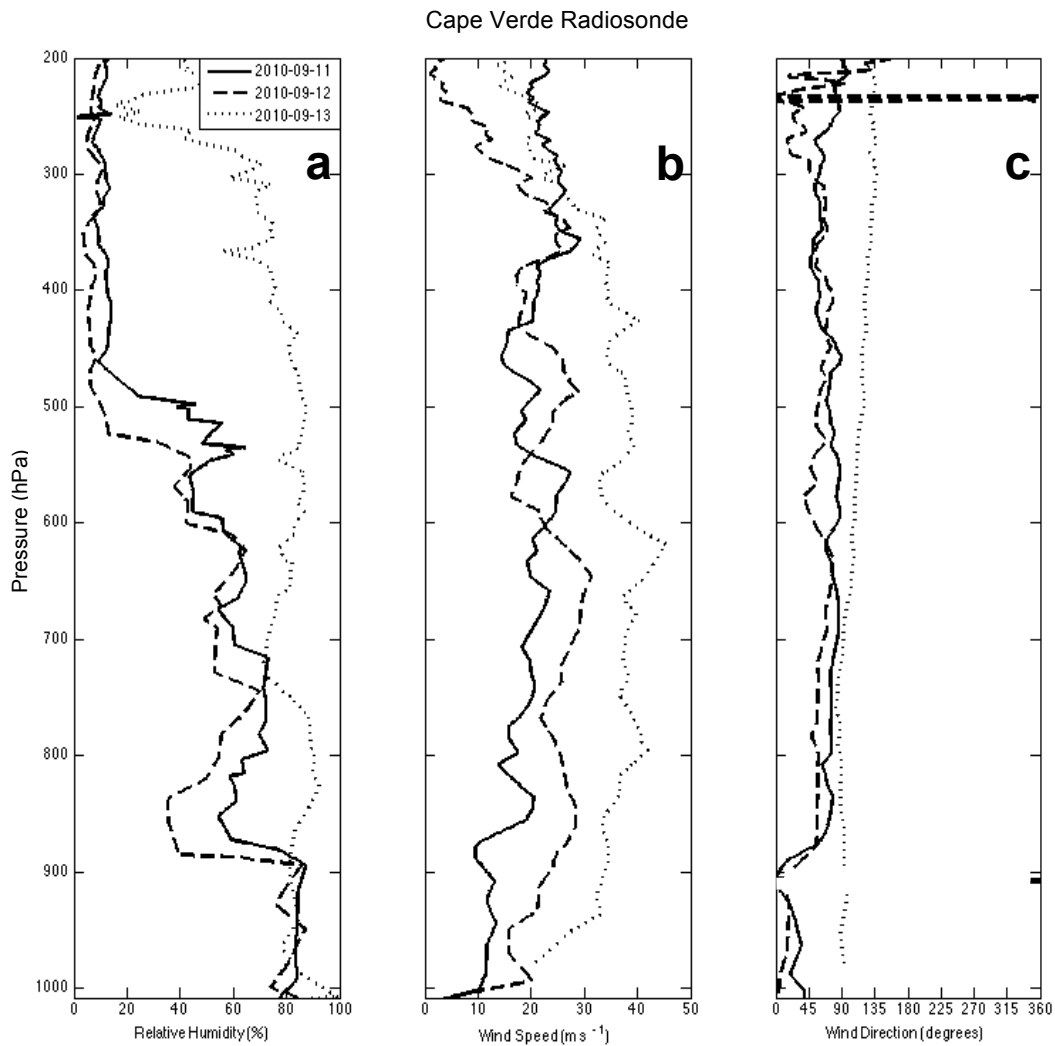 Cape Verde Radiosonde
200
300
400
500
600
700
800
900
1000
Pressure (hPa)
2010-09-11
2010-09-12
2010-09-13
a
0 20 40 60 80 100
Relative Humidity (%)
b
0 10 20 30 40 50
Wind Speed (m s⁻¹)
c
0 45 90 135 180 225 270 315 360
Wind Direction (degrees)